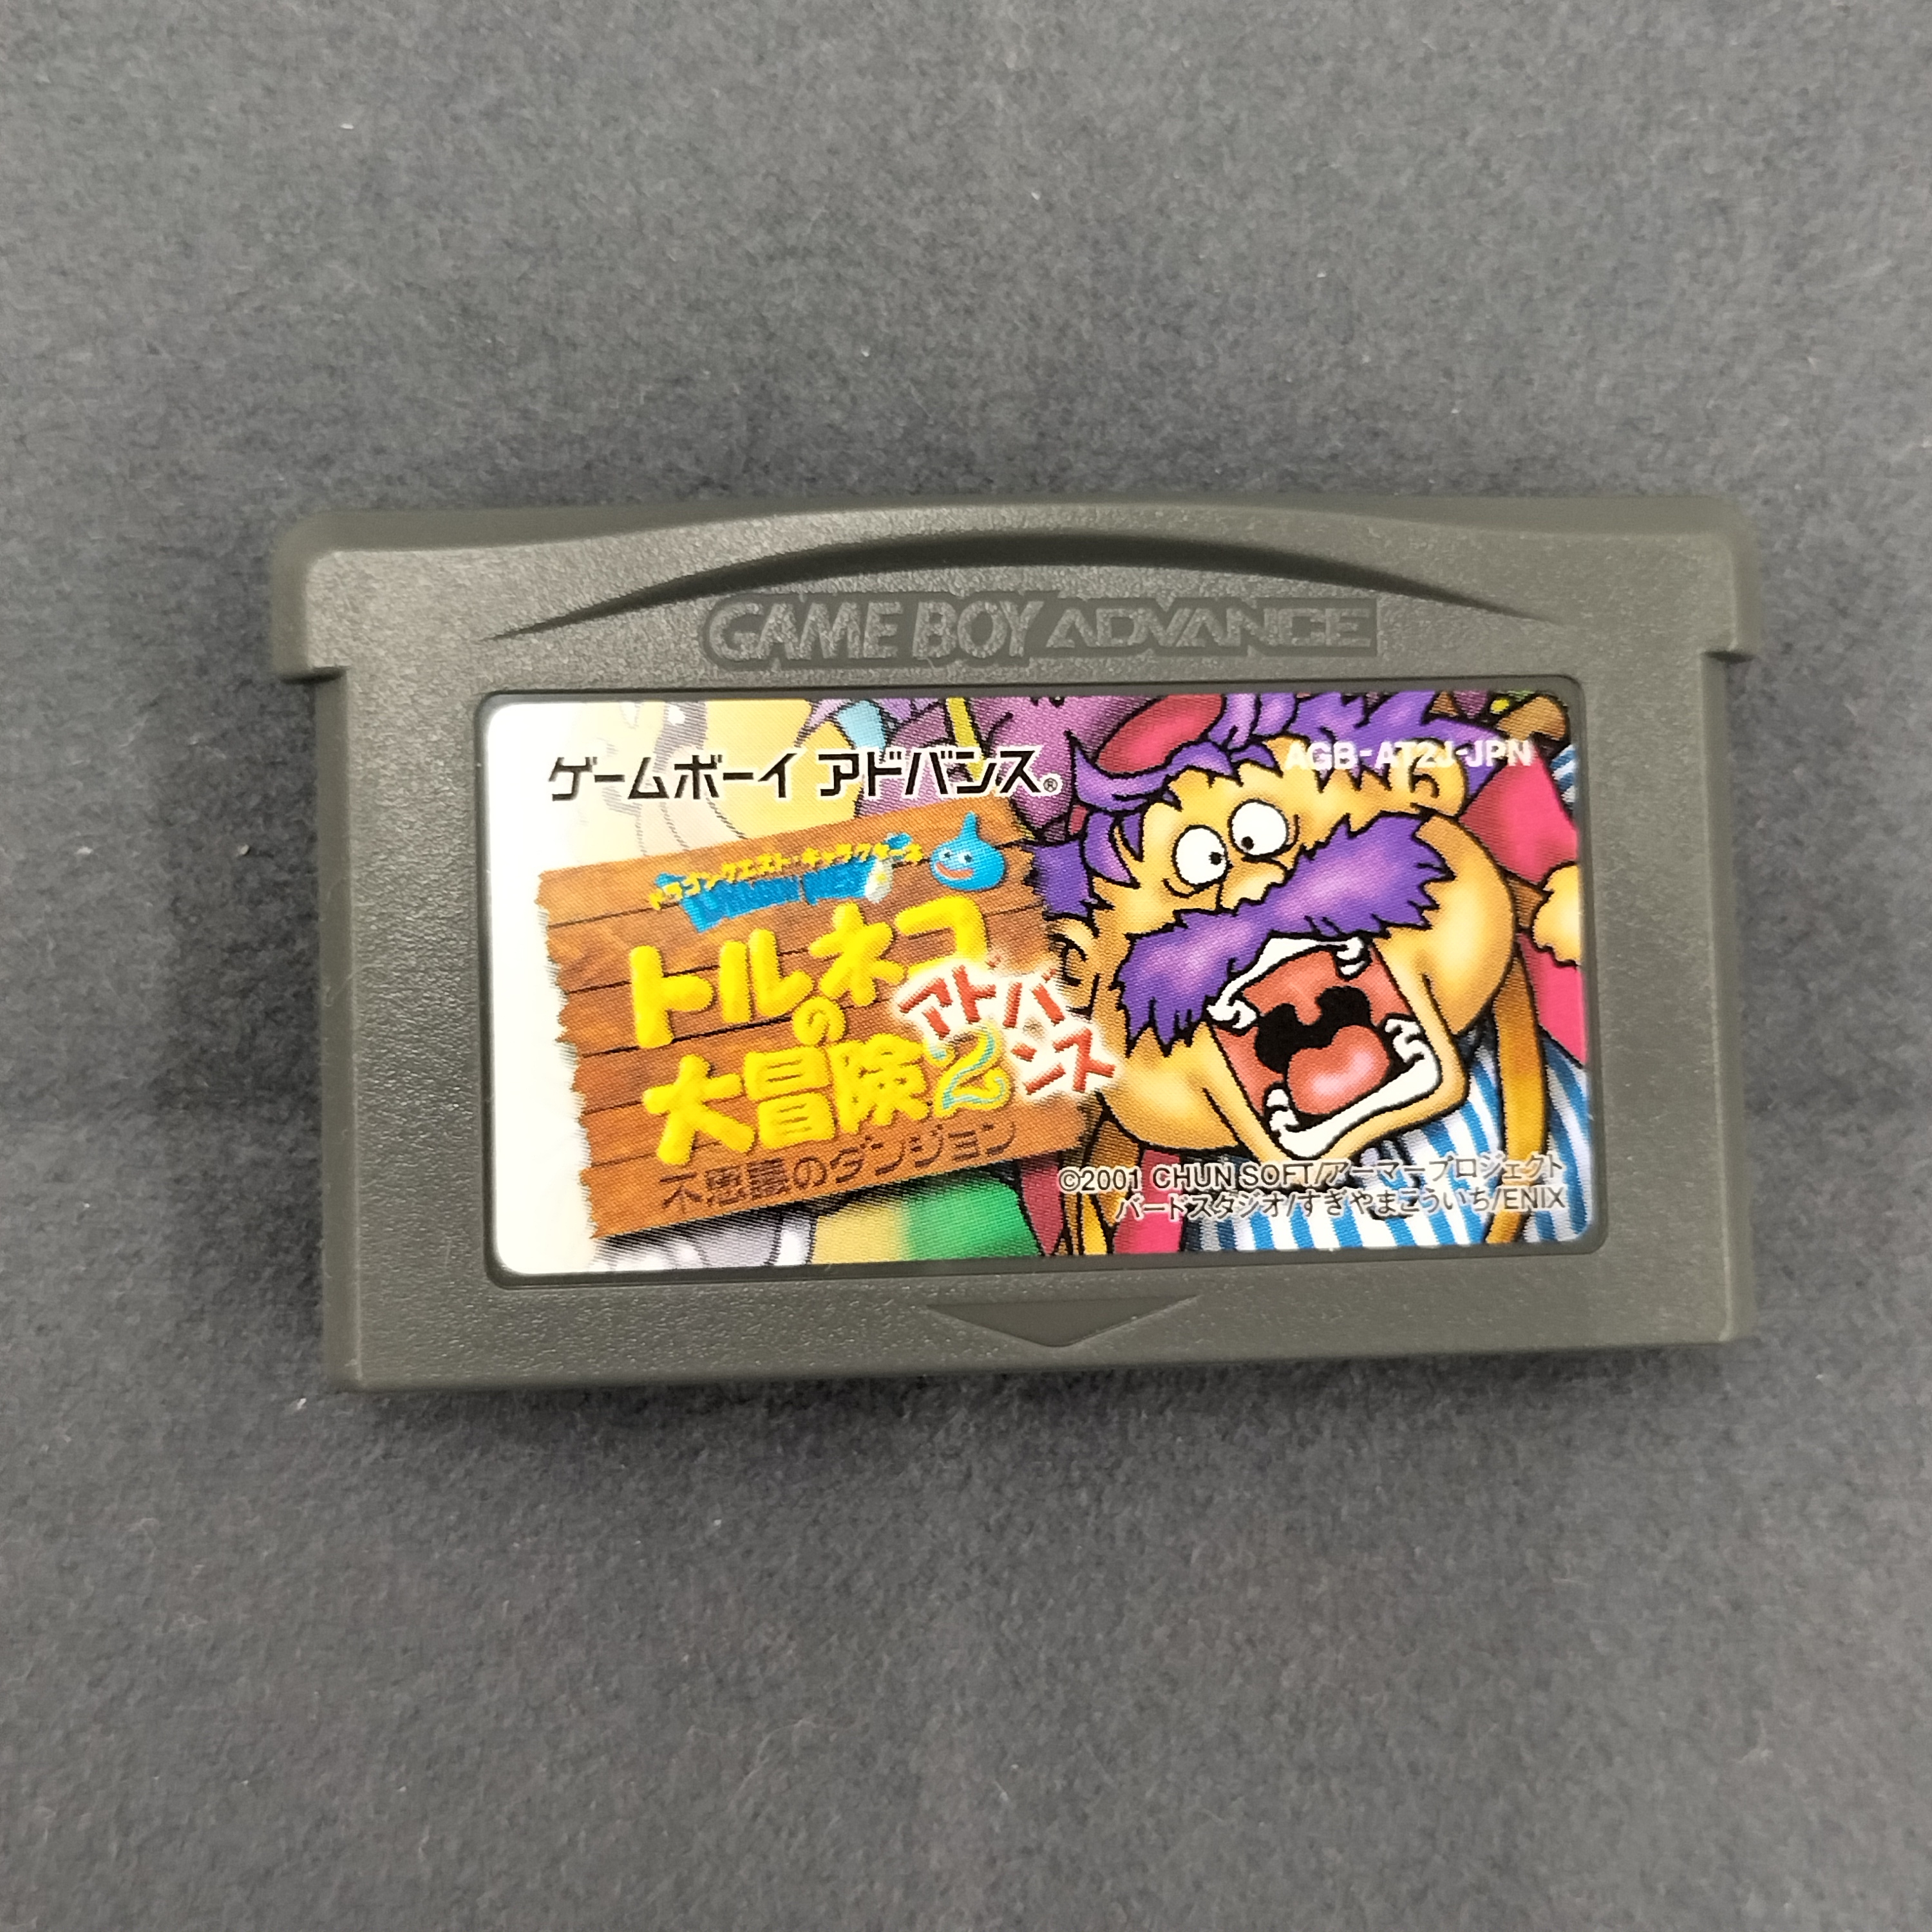 GAME BOY ADVANCE
ゲームボーイ アドバンス®
AGB-AT2J-JPN
ドラゴンクエスト・キャラクターズ
DRAGON QUEST
トルネコ
の
大冒険2
アドバンス
不思議のダンジョン
©2001 CHUN SOFT/アーマープロジェクト
バードスタジオ/すぎやまこういち/ENIX